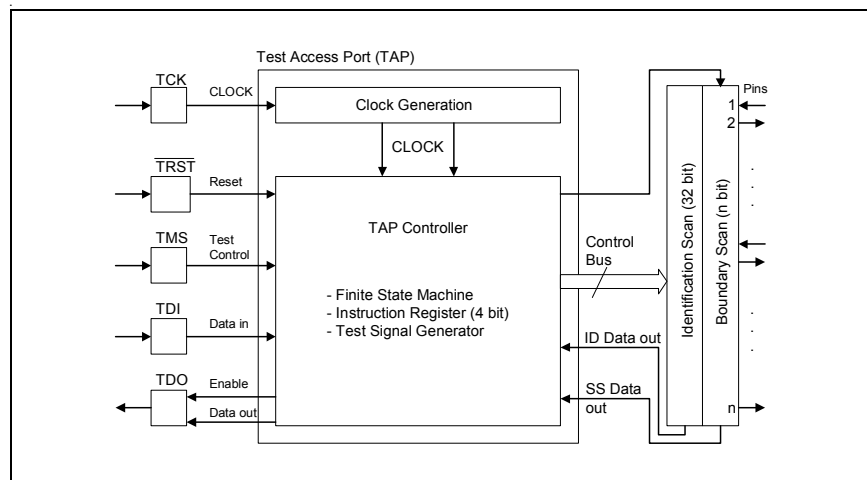 Test Access Port (TAP)
TCK
CLOCK
Clock Generation
CLOCK
TRST
Reset
TAP Controller
TMS
Test
Control
- Finite State Machine
- Instruction Register (4 bit)
- Test Signal Generator
TDI
Data in
TDO
Enable
Data out
Control
Bus
ID Data out
SS Data
out
Identification Scan (32 bit)
Boundary Scan (n bit)
Pins
1
2
n